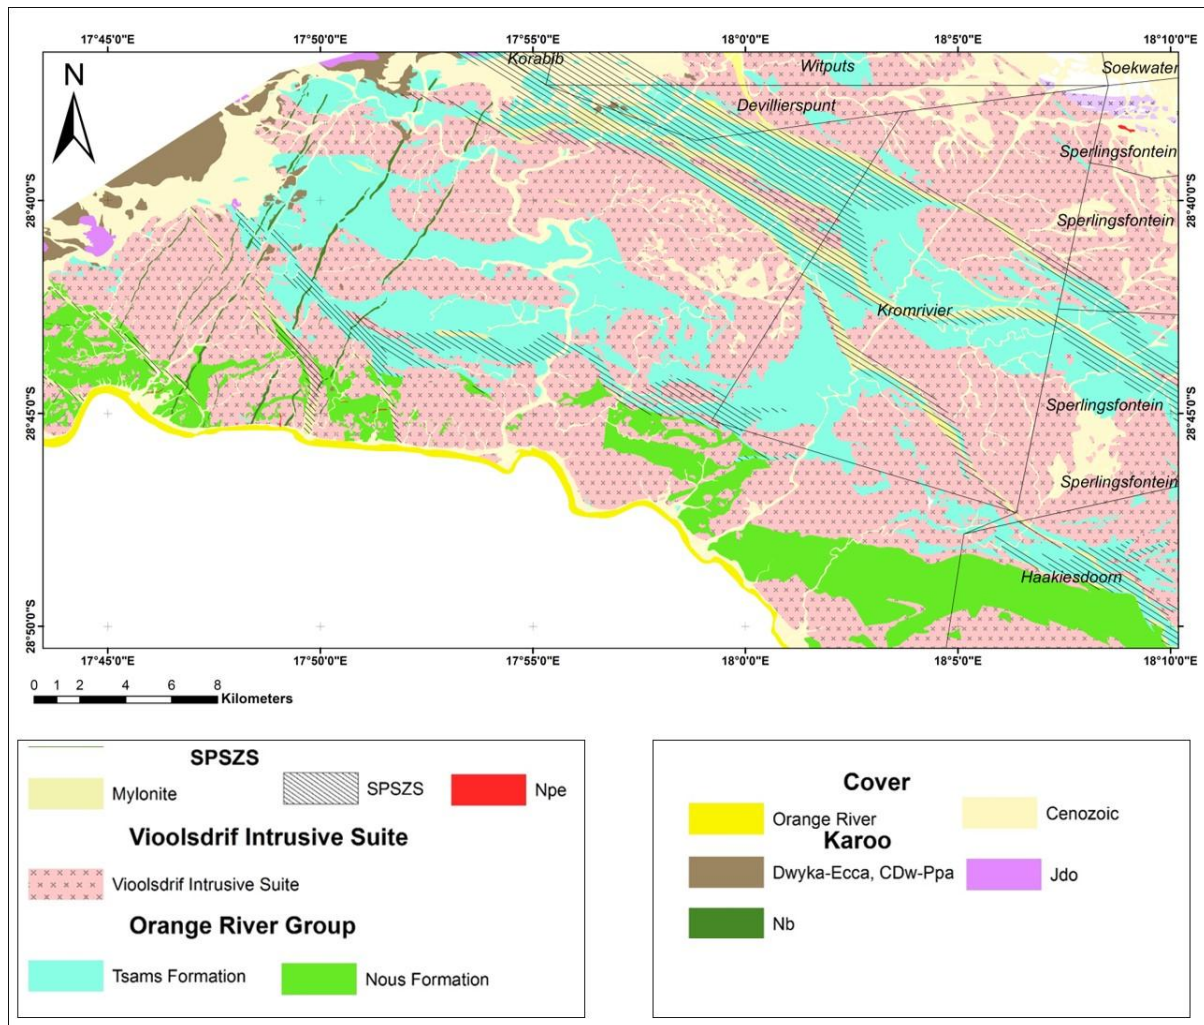 17°45'0"E 17°50'0"E 17°55'0"E 18°0'0"E 18°5'0"E 18°10'0"E
N
Korablb
Witputs
Soekwater
Devillierspunt
Sperlingsfontein
28°40'0"S
28°40'0"S
Sperlingsfontein
Kromrivier
Sperlingsfontein
28°45'0"S
28°45'0"S
Sperlingsfontein
Haakiesdoorn
28°50'0"S
28°50'0"S
17°45'0"E 17°50'0"E 17°55'0"E 18°0'0"E 18°5'0"E 18°10'0"E
0 1 2 4 6 8
Kilometers
SPSZS
Mylonite SPSZS Npe
Vioolsdrif Intrusive Suite
Vioolsdrif Intrusive Suite
Orange River Group
Tsams Formation Nous Formation
Cover
Orange River Cenozoic
Karoo
Dwyka-Ecca, CDw-Ppa Jdo
Nb